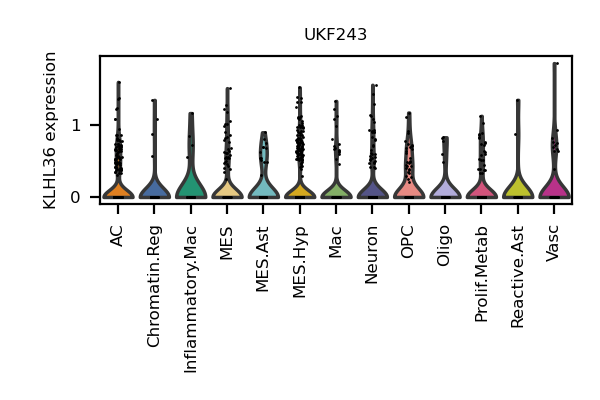 UKF243
KLHL36 expression
1
0
AC
Chromatin.Reg
Inflammatory.Mac
MES
MES.Ast
MES.Hyp
Mac
Neuron
OPC
Oligo
Prolif.Metab
Reactive.Ast
Vasc